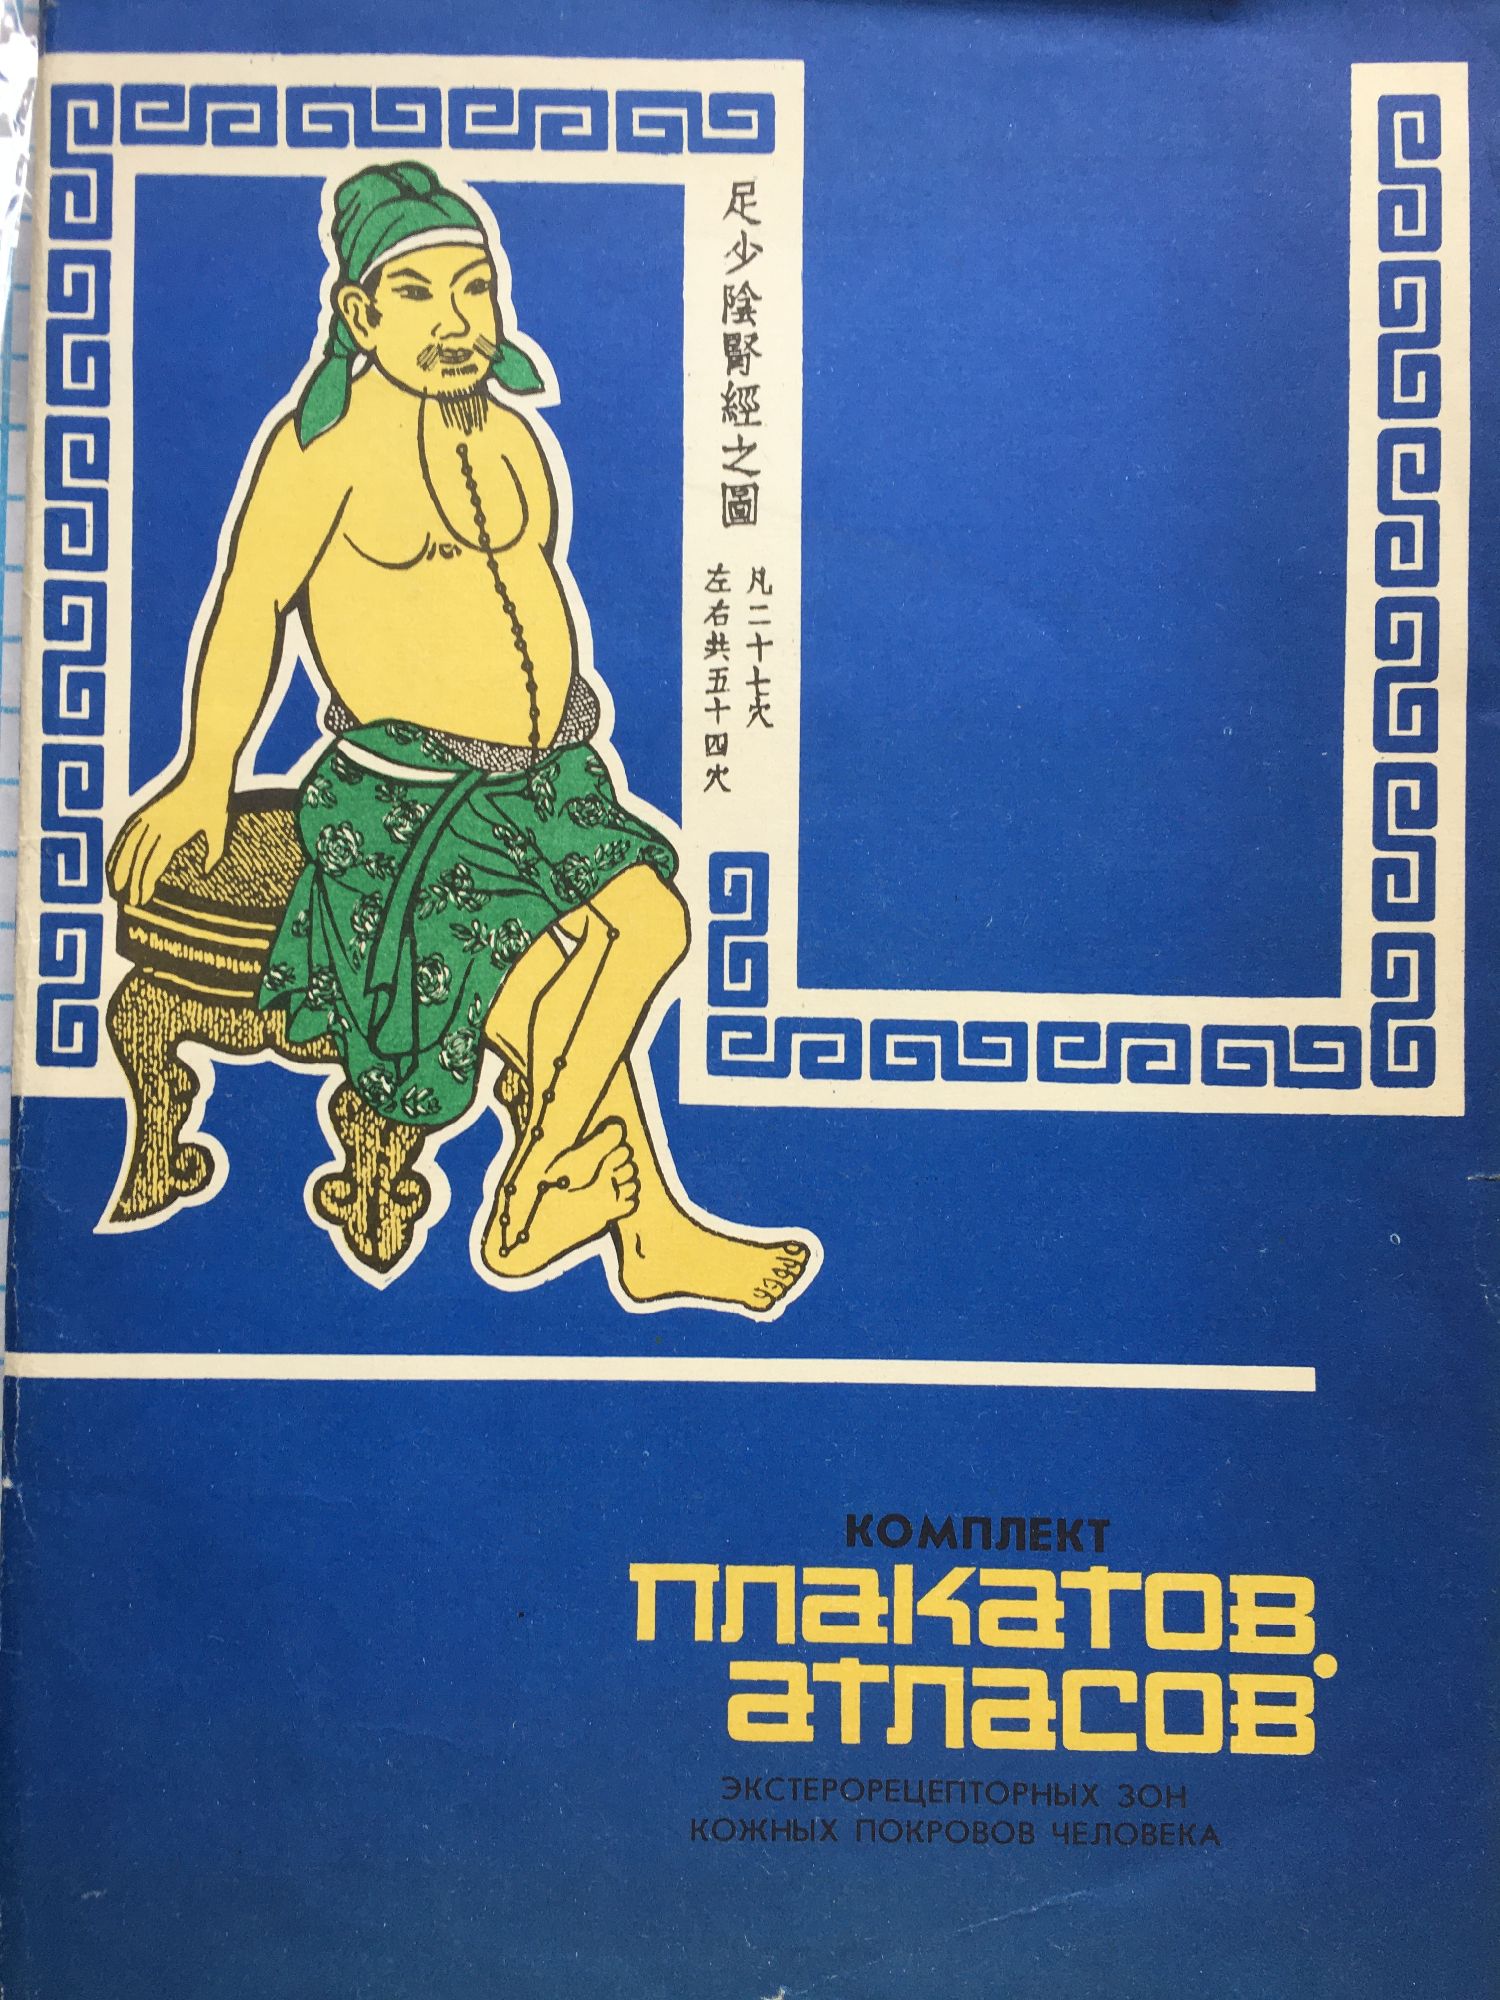 足少陰腎經之圖
凡二十七穴
左右共五十四穴
КОМПЛЕКТ
ПЛАКАТОВ.
АТЛАСОВ
ЭКСТЕРОРЕЦЕПТОРНЫХ ЗОН
КОЖНЫХ ПОКРОВОВ ЧЕЛОВЕКА